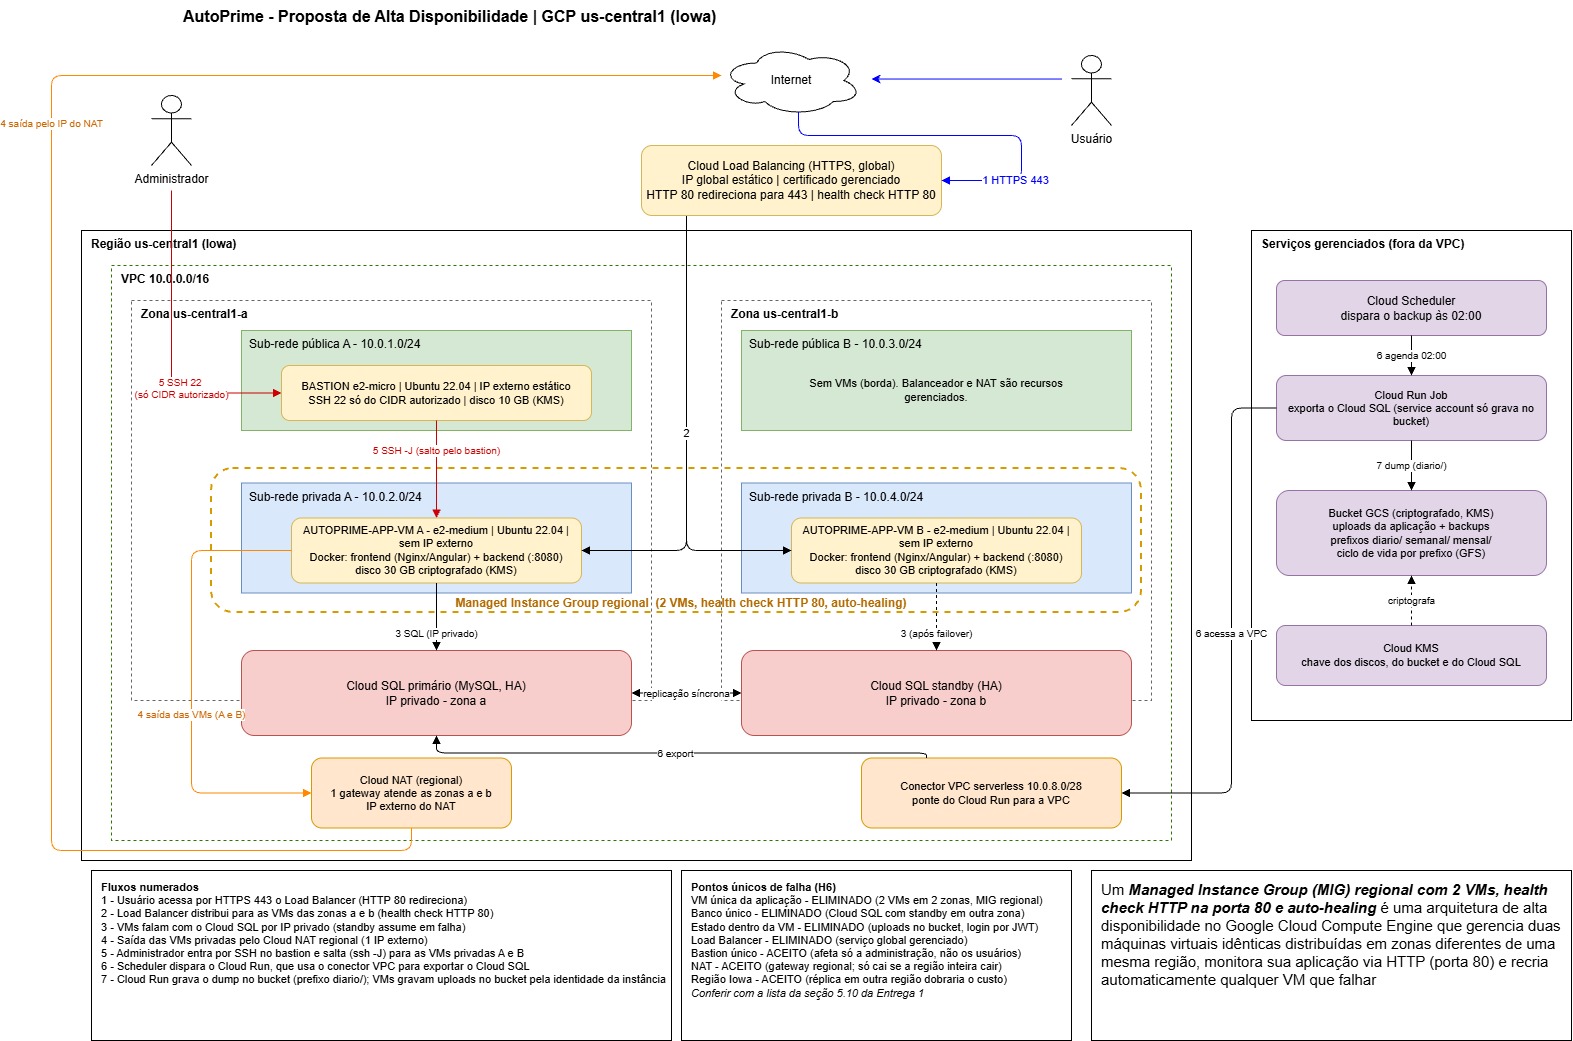 AutoPrime - Proposta de Alta Disponibilidade | GCP us-central1 (Iowa)
Internet
Usuário
4 saída pelo IP do NAT
Administrador
Cloud Load Balancing (HTTPS, global)
IP global estático | certificado gerenciado
HTTP 80 redireciona para 443 | health check HTTP 80
1 HTTPS 443
Região us-central1 (Iowa)
VPC 10.0.0.0/16
Zona us-central1-a
Sub-rede pública A - 10.0.1.0/24
BASTION e2-micro | Ubuntu 22.04 | IP externo estático
SSH 22 só do CIDR autorizado | disco 10 GB (KMS)
5 SSH 22
(só CIDR autorizado)
5 SSH -J (salto pelo bastion)
Zona us-central1-b
Sub-rede pública B - 10.0.3.0/24
Sem VMs (borda). Balanceador e NAT são recursos
gerenciados.
2
Sub-rede privada A - 10.0.2.0/24
AUTOPRIME-APP-VM A - e2-medium | Ubuntu 22.04 |
sem IP externo
Docker: frontend (Nginx/Angular) + backend (:8080)
disco 30 GB criptografado (KMS)
Sub-rede privada B - 10.0.4.0/24
AUTOPRIME-APP-VM B - e2-medium | Ubuntu 22.04 |
sem IP externo
Docker: frontend (Nginx/Angular) + backend (:8080)
disco 30 GB criptografado (KMS)
Managed Instance Group regional (2 VMs, health check HTTP 80, auto-healing)
3 SQL (IP privado)
3 (após failover)
Cloud SQL primário (MySQL, HA)
IP privado - zona a
replicação síncrona
Cloud SQL standby (HA)
IP privado - zona b
4 saída das VMs (A e B)
6 export
Cloud NAT (regional)
1 gateway atende as zonas a e b
IP externo do NAT
Conector VPC serverless 10.0.8.0/28
ponte do Cloud Run para a VPC
6 acessa a VPC
Serviços gerenciados (fora da VPC)
Cloud Scheduler
dispara o backup às 02:00
6 agenda 02:00
Cloud Run Job
exporta o Cloud SQL (service account só grava no
bucket)
7 dump (diario/)
Bucket GCS (criptografado, KMS)
uploads da aplicação + backups
prefixos diario/ semanal/ mensal/
ciclo de vida por prefixo (GFS)
criptografa
Cloud KMS
chave dos discos, do bucket e do Cloud SQL
Fluxos numerados
1 - Usuário acessa por HTTPS 443 o Load Balancer (HTTP 80 redireciona)
2 - Load Balancer distribui para as VMs das zonas a e b (health check HTTP 80)
3 - VMs falam com o Cloud SQL por IP privado (standby assume em falha)
4 - Saída das VMs privadas pelo Cloud NAT regional (1 IP externo)
5 - Administrador entra por SSH no bastion e salta (ssh -J) para as VMs privadas A e B
6 - Scheduler dispara o Cloud Run, que usa o conector VPC para exportar o Cloud SQL
7 - Cloud Run grava o dump no bucket (prefixo diario/); VMs gravam uploads no bucket pela identidade da instância
Pontos únicos de falha (H6)
VM única da aplicação - ELIMINADO (2 VMs em 2 zonas, MIG regional)
Banco único - ELIMINADO (Cloud SQL com standby em outra zona)
Estado dentro da VM - ELIMINADO (uploads no bucket, login por JWT)
Load Balancer - ELIMINADO (serviço global gerenciado)
Bastion único - ACEITO (afeta só a administração, não os usuários)
NAT - ACEITO (gateway regional; só cai se a região inteira cair)
Região Iowa - ACEITO (réplica em outra região dobraria o custo)
Conferir com a lista da seção 5.10 da Entrega 1
Um Managed Instance Group (MIG) regional com 2 VMs, health
check HTTP na porta 80 e auto-healing é uma arquitetura de alta
disponibilidade no Google Cloud Compute Engine que gerencia duas
máquinas virtuais idênticas distribuídas em zonas diferentes de uma
mesma região, monitora sua aplicação via HTTP (porta 80) e recria
automaticamente qualquer VM que falhar